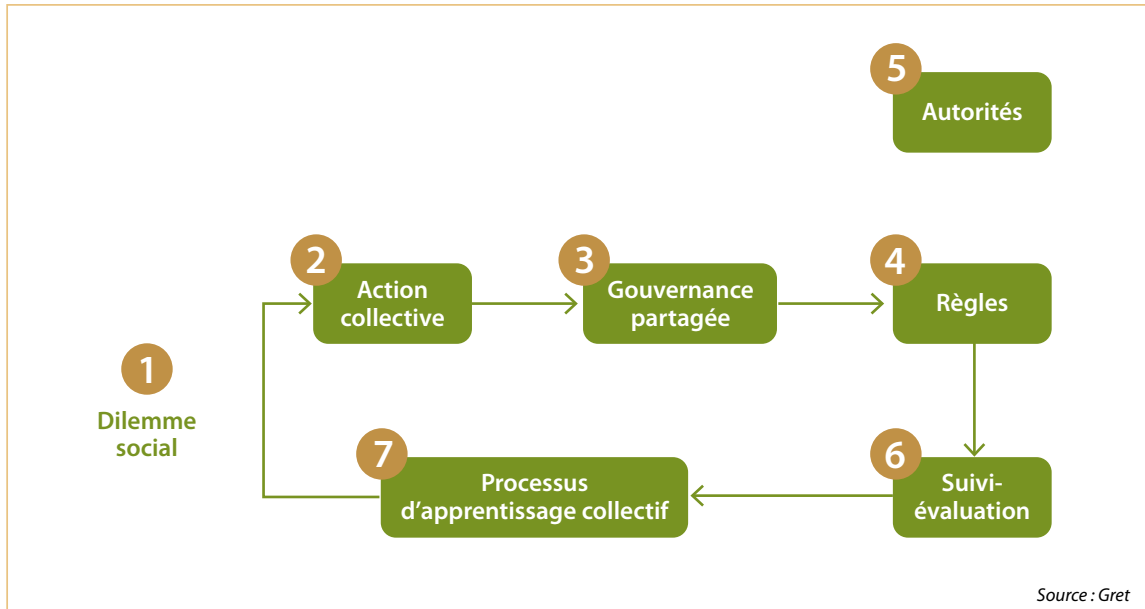 1
Dilemme
social
2
Action
collective
3
Gouvernance
partagée
4
Règles
5
Autorités
6
Suivi-
évaluation
7
Processus
d'apprentissage collectif
Source : Gret